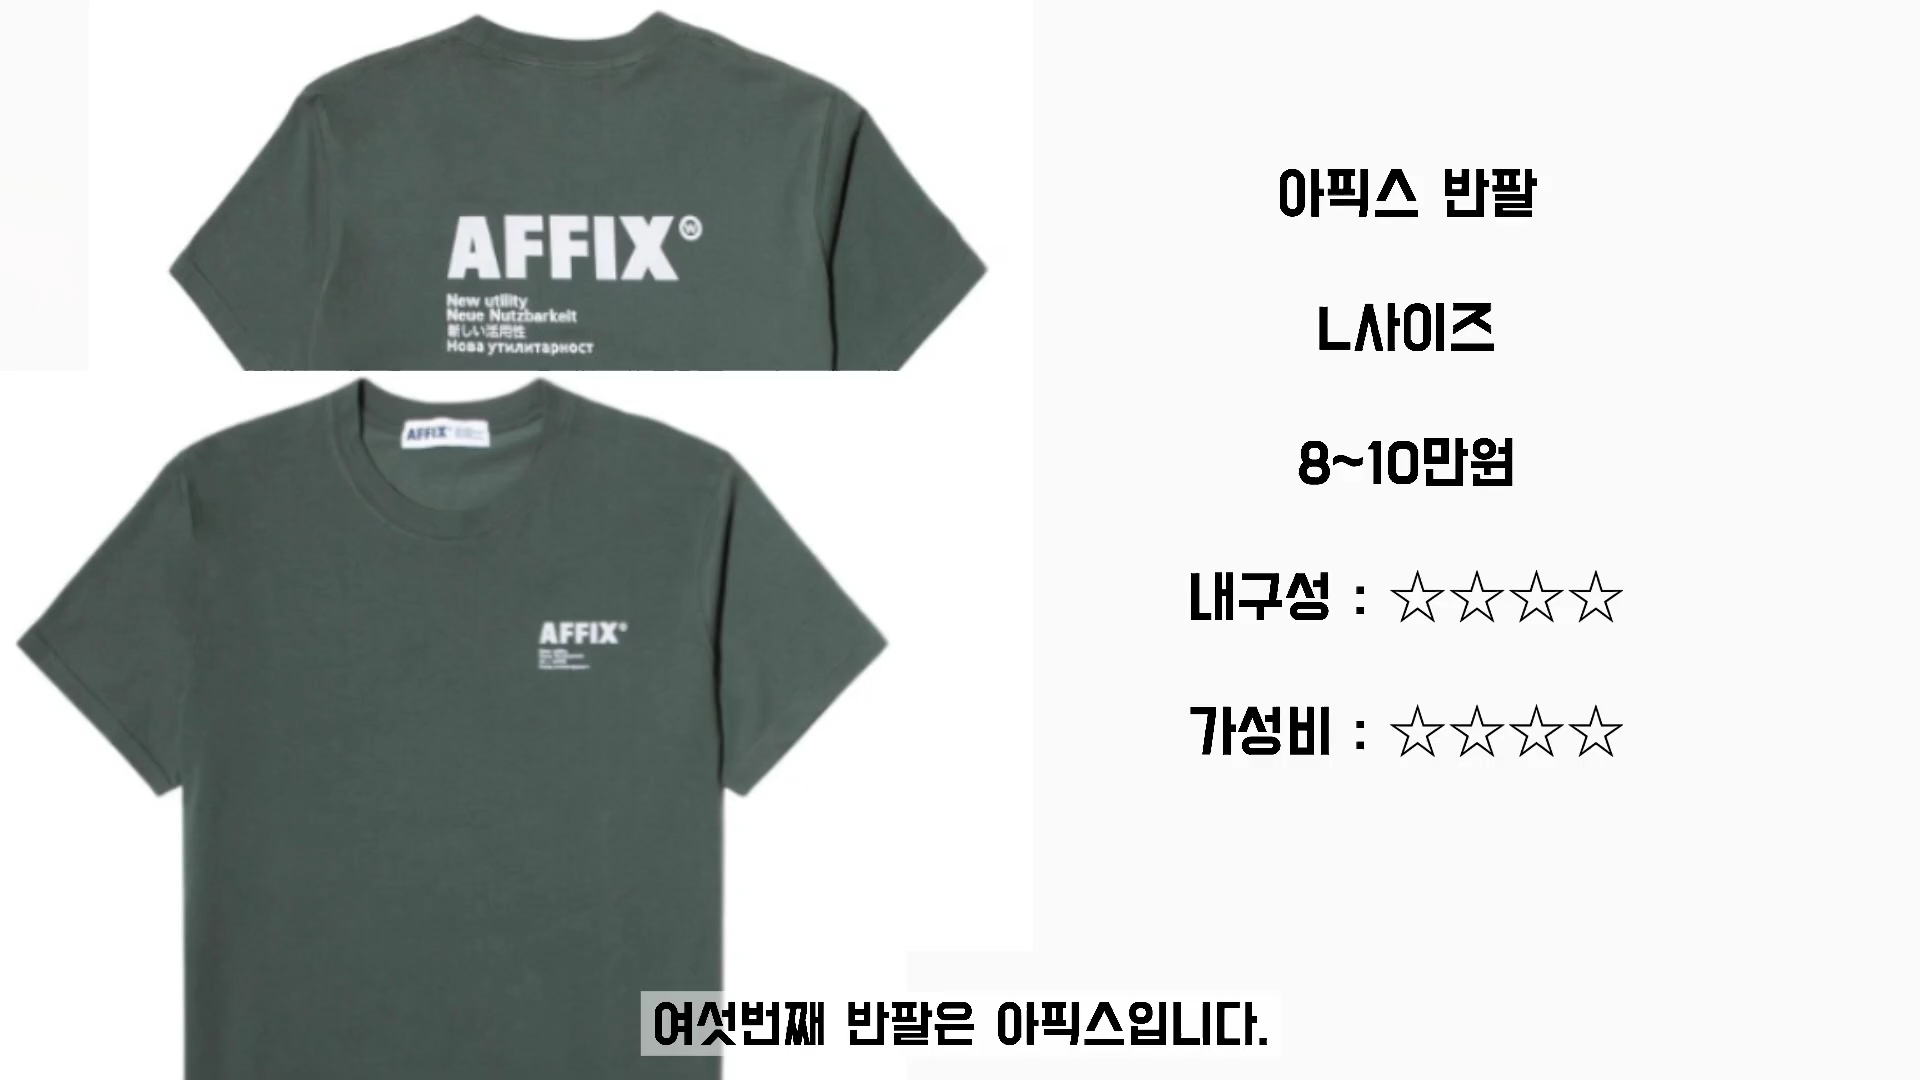 AFFIX
New utility
Neue Nutzbarkeit
新しい活用性
Нова утилитарност
AFFIX
AFFIX
아픽스 반팔
L사이즈
8~10만원
내구성 : ☆☆☆☆
가성비 : ☆☆☆☆
여섯번째 반팔은 아픽스입니다.